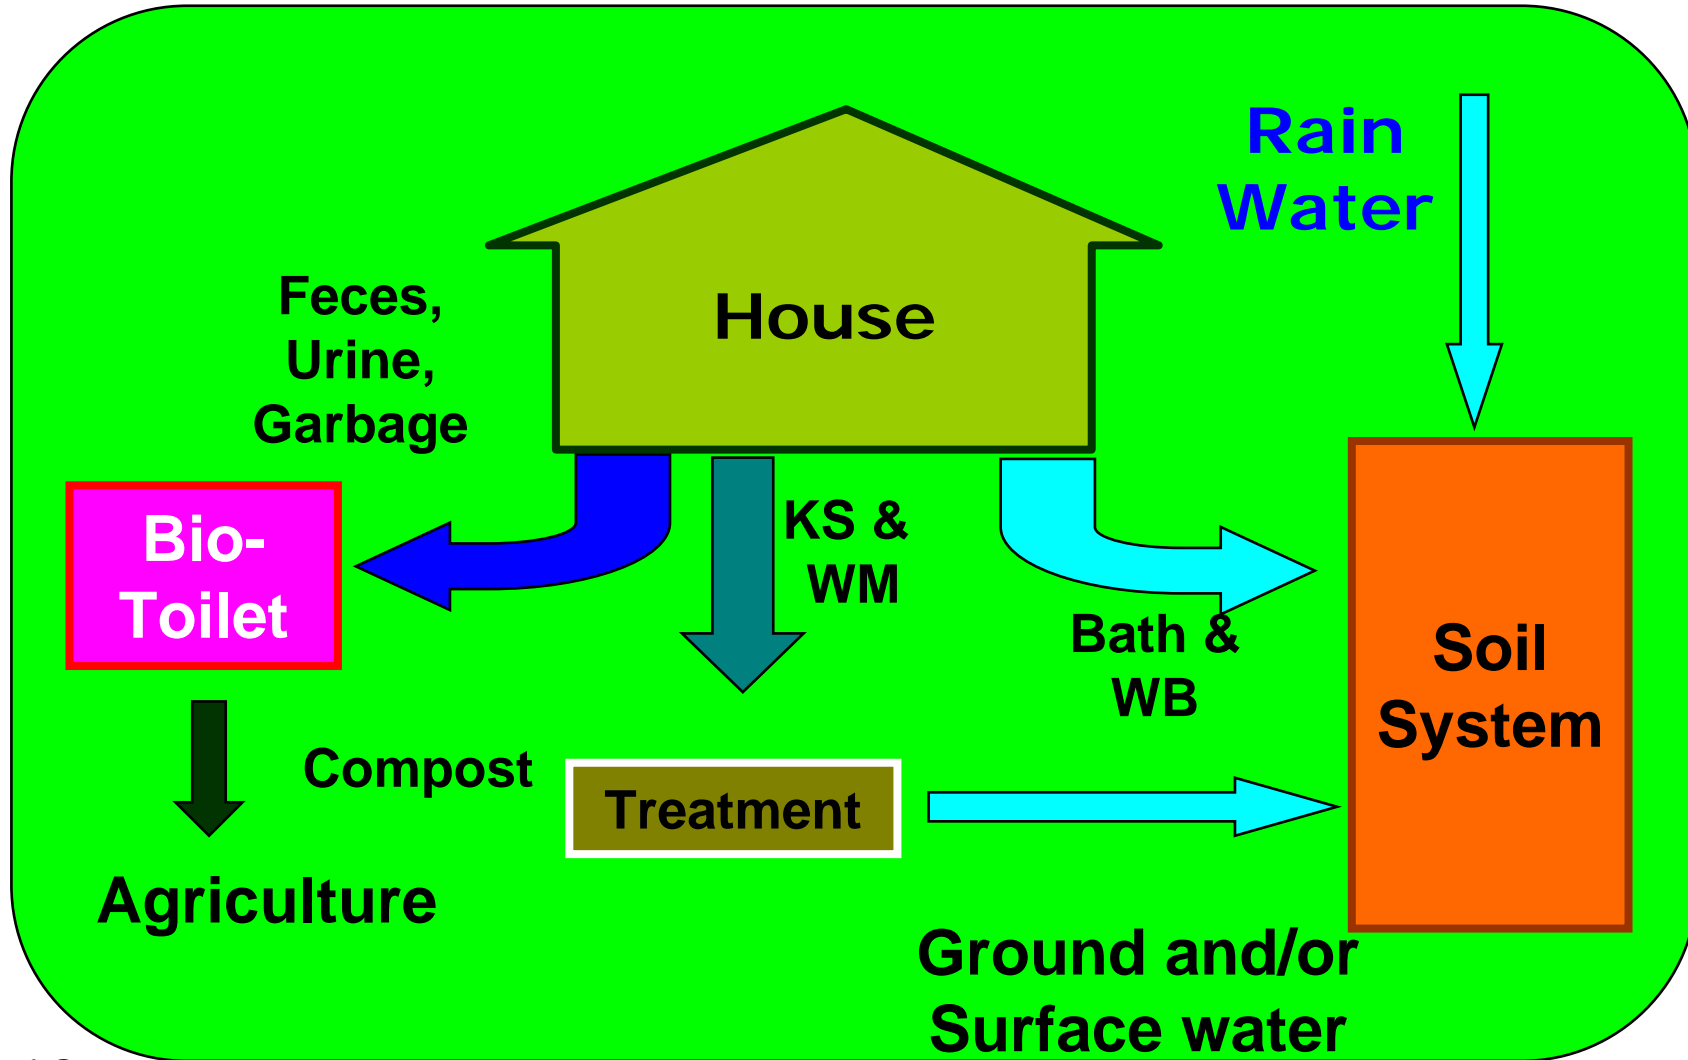 Rain
Water
House
Feces,
Urine,
Garbage
Bio-
Toilet
KS &
WM
Bath &
WB
Soil
System
Compost
Treatment
Agriculture
Ground and/or
Surface water